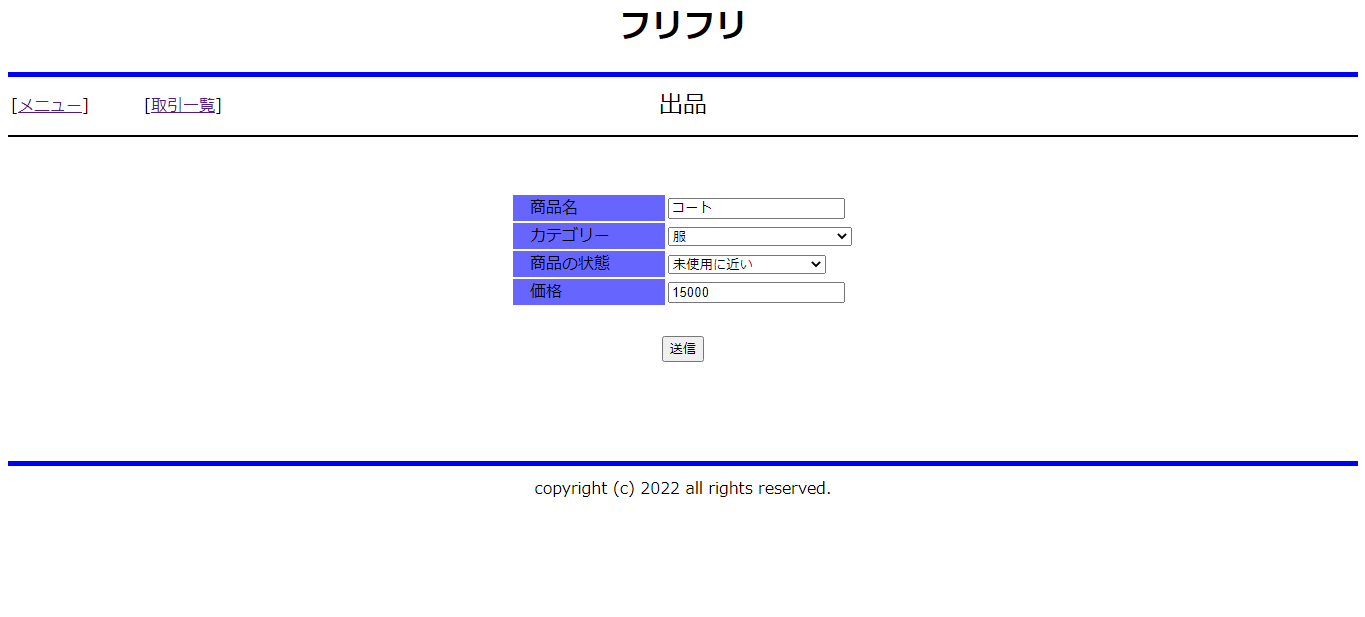 フリフリ
[メニュー] [取引一覧] 出品
商品名 コート
カテゴリー 服
商品の状態 未使用に近い
価格 15000
送信
copyright (c) 2022 all rights reserved.